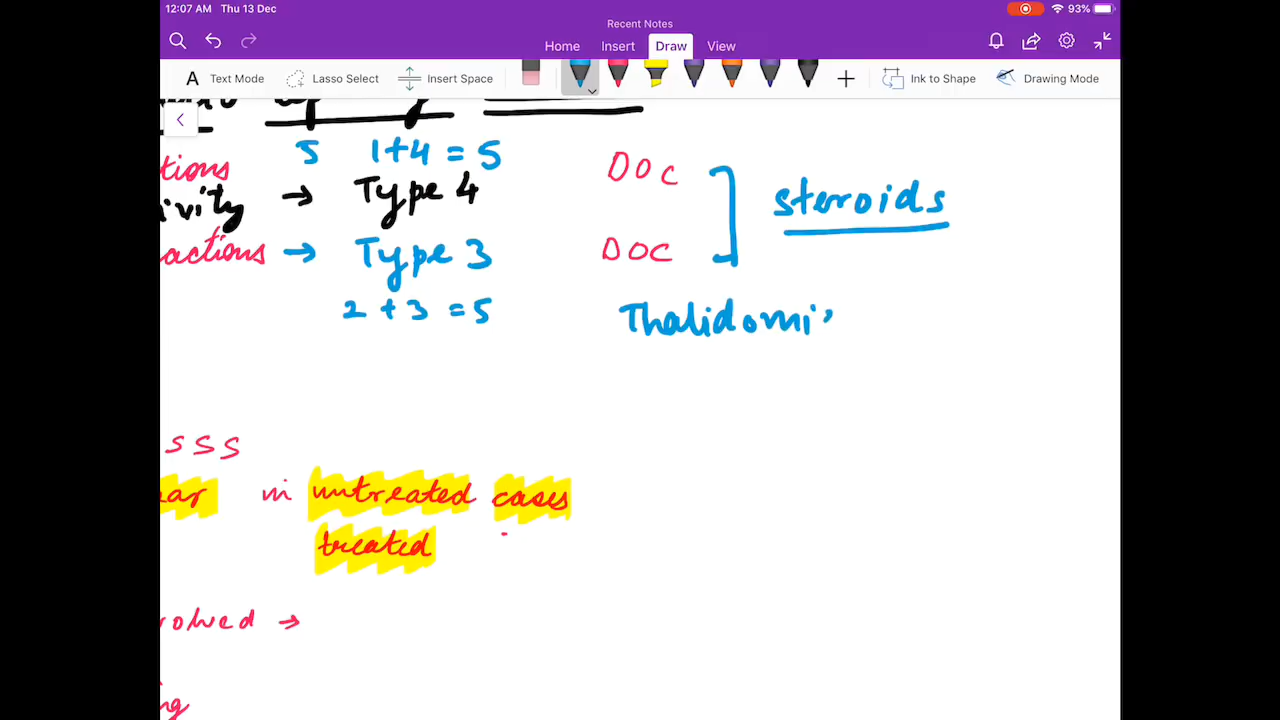 12:07 AM Thu 13 Dec
93%
Recent Notes
Home Insert Draw View
A Text Mode Lasso Select Insert Space + Ink to Shape Drawing Mode
5 1+4 = 5
tions
DOC
ivity → Type 4
steroids
actions → Type 3
DOC
2 + 3 = 5
Thalidomi
SSS
in untreated cases
treated
olved →
ng